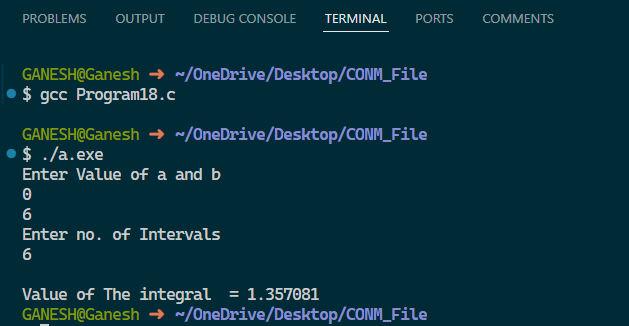 PROBLEMS OUTPUT DEBUG CONSOLE TERMINAL PORTS COMMENTS
GANESH@Ganesh ➜ ~/OneDrive/Desktop/CONM_File
$ gcc Program18.c
GANESH@Ganesh ➜ ~/OneDrive/Desktop/CONM_File
$ ./a.exe
Enter Value of a and b
0
6
Enter no. of Intervals
6
Value of The integral  = 1.357081
GANESH@Ganesh ➜ ~/OneDrive/Desktop/CONM_File